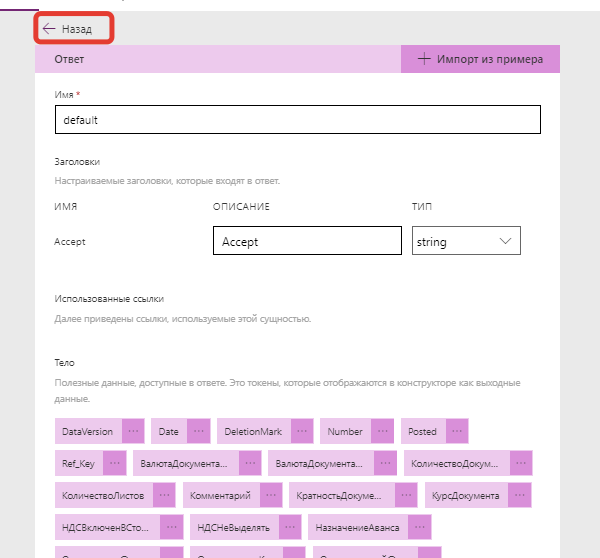 Назад
Ответ
Импорт из примера
Имя *
default
Заголовки
Настраиваемые заголовки, которые входят в ответ.
ИМЯ ОПИСАНИЕ ТИП
Accept Accept string
Использованные ссылки
Далее приведены ссылки, используемые этой сущностью.
Тело
Полезные данные, доступные в ответе. Это токены, которые отображаются в конструкторе как выходные
данные.
DataVersion ... Date ... DeletionMark ... Number ... Posted ...
Ref_Key ... ВалютаДокумента... ... ВалютаДокумента... ... КоличествоДокум... ...
КоличествоЛистов ... Комментарий ... КратностьДокуме... ... КурсДокумента ...
НДСВключенВСто... ... НДСНеВыделять ... НазначениеАванса ...